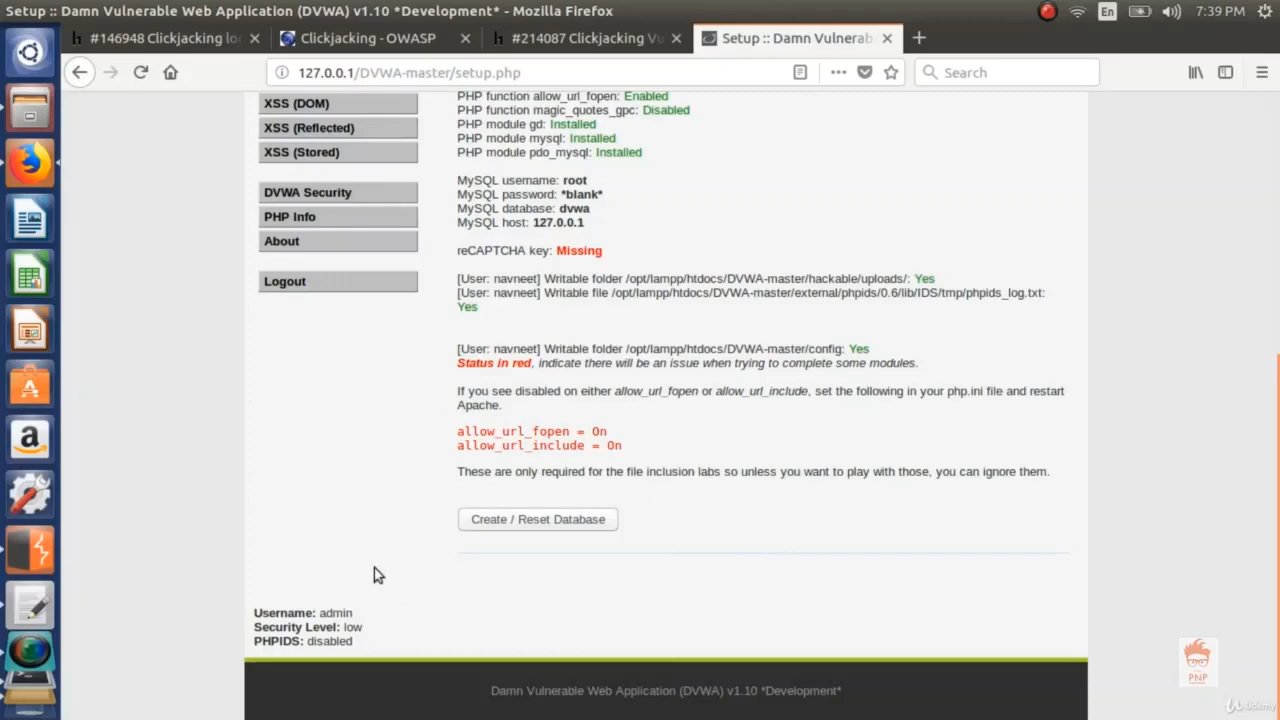 Setup :: Damn Vulnerable Web Application (DVWA) v1.10 *Development* - Mozilla Firefox
En
7:39 PM
#146948 Clickjacking lo
Clickjacking - OWASP
#214087 Clickjacking Vu
Setup :: Damn Vulnerab
127.0.0.1/DVWA-master/setup.php
Search
XSS (DOM)
XSS (Reflected)
XSS (Stored)
DVWA Security
PHP Info
About
Logout
PHP function allow_url_fopen: Enabled
PHP function magic_quotes_gpc: Disabled
PHP module gd: Installed
PHP module mysql: Installed
PHP module pdo_mysql: Installed
MySQL username: root
MySQL password: *blank*
MySQL database: dvwa
MySQL host: 127.0.0.1
reCAPTCHA key: Missing
[User: navneet] Writable folder /opt/lampp/htdocs/DVWA-master/hackable/uploads/: Yes
[User: navneet] Writable file /opt/lampp/htdocs/DVWA-master/external/phpids/0.6/lib/IDS/tmp/phpids_log.txt:
Yes
[User: navneet] Writable folder /opt/lampp/htdocs/DVWA-master/config: Yes
Status in red, indicate there will be an issue when trying to complete some modules.
If you see disabled on either allow_url_fopen or allow_url_include, set the following in your php.ini file and restart
Apache.
allow_url_fopen = On
allow_url_include = On
These are only required for the file inclusion labs so unless you want to play with those, you can ignore them.
Create / Reset Database
Username: admin
Security Level: low
PHPIDS: disabled
Damn Vulnerable Web Application (DVWA) v1.10 *Development*
PNP
Udemy